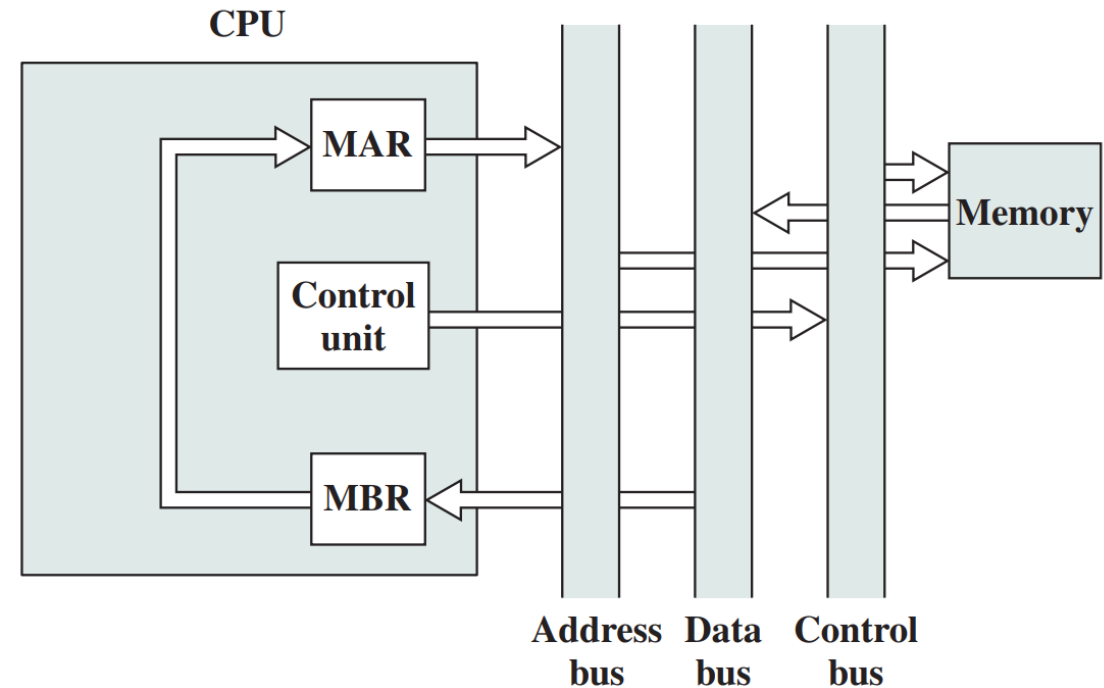 CPU
MAR
Memory
Control
unit
MBR
Address
bus
Data
bus
Control
bus